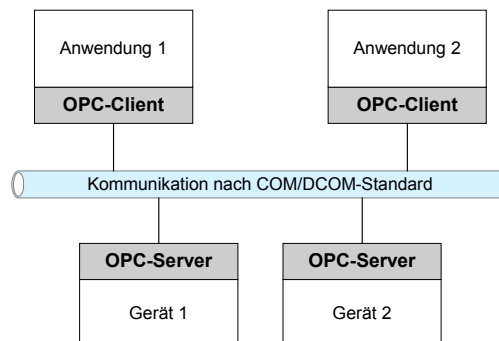 Anwendung 1
Anwendung 2
OPC-Client
OPC-Client
Kommunikation nach COM/DCOM-Standard
OPC-Server
OPC-Server
Gerät 1
Gerät 2